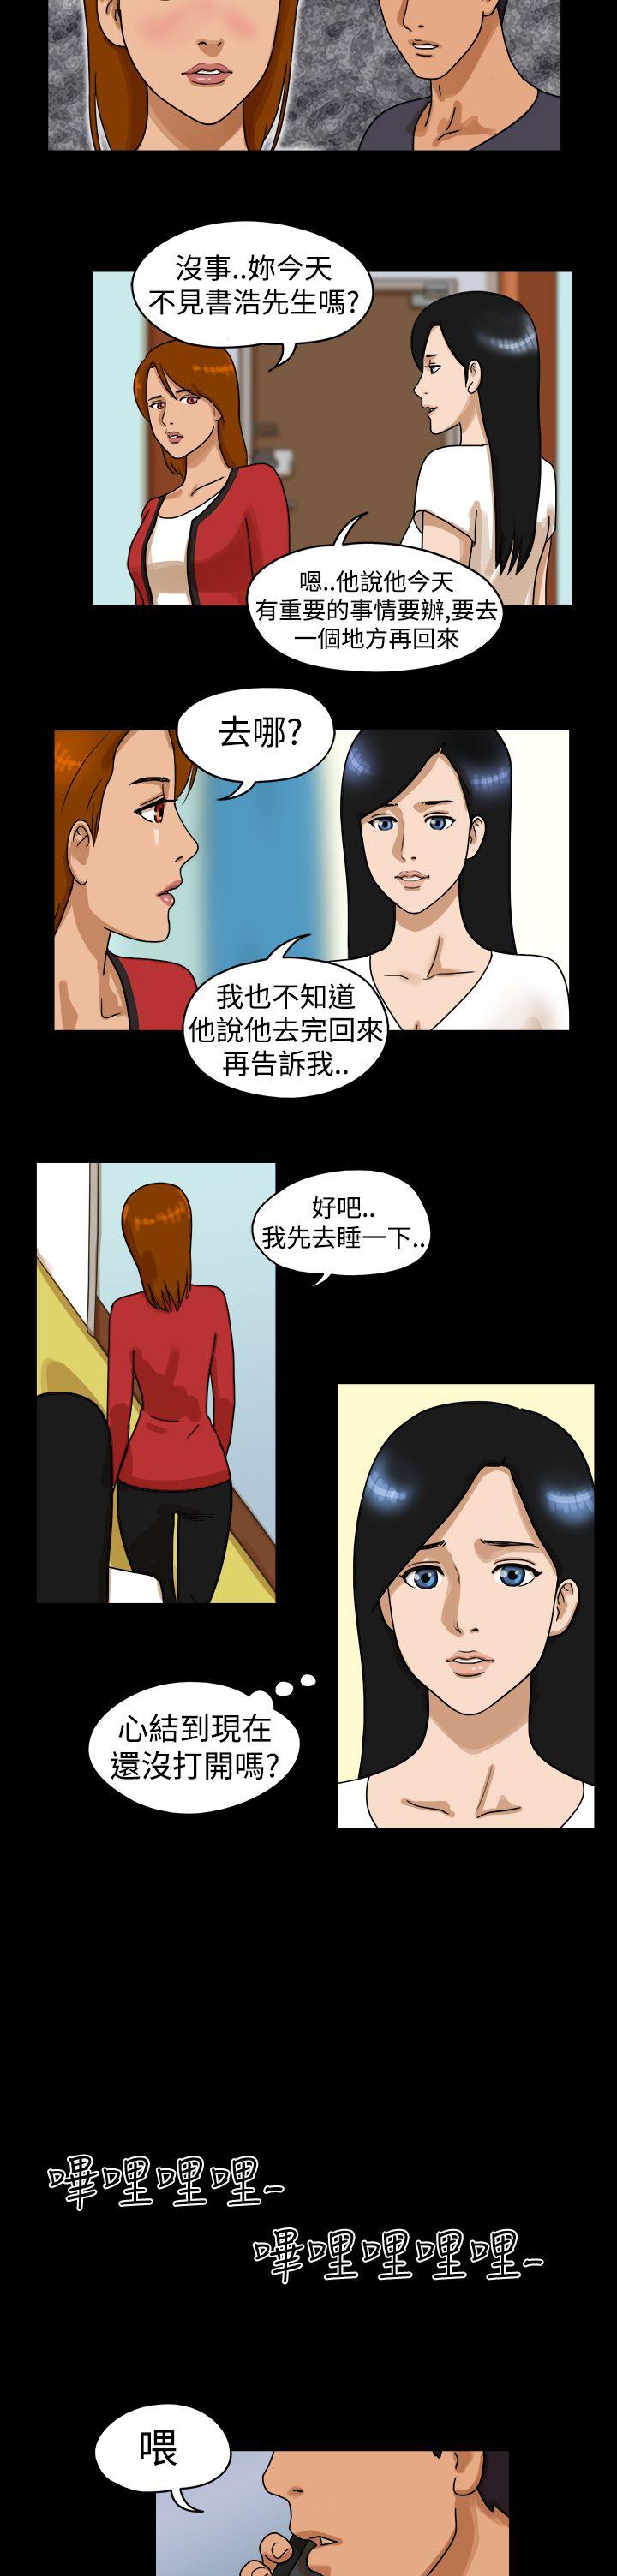 沒事..妳今天
不見書浩先生嗎?
嗯..他說他今天
有重要的事情要辦,要去
一個地方再回來
去哪?
我也不知道
他說他去完回來
再告訴我..
好吧..
我先去睡一下..
心結到現在
還沒打開嗎?
嗶哩哩哩~
嗶哩哩哩哩~
喂